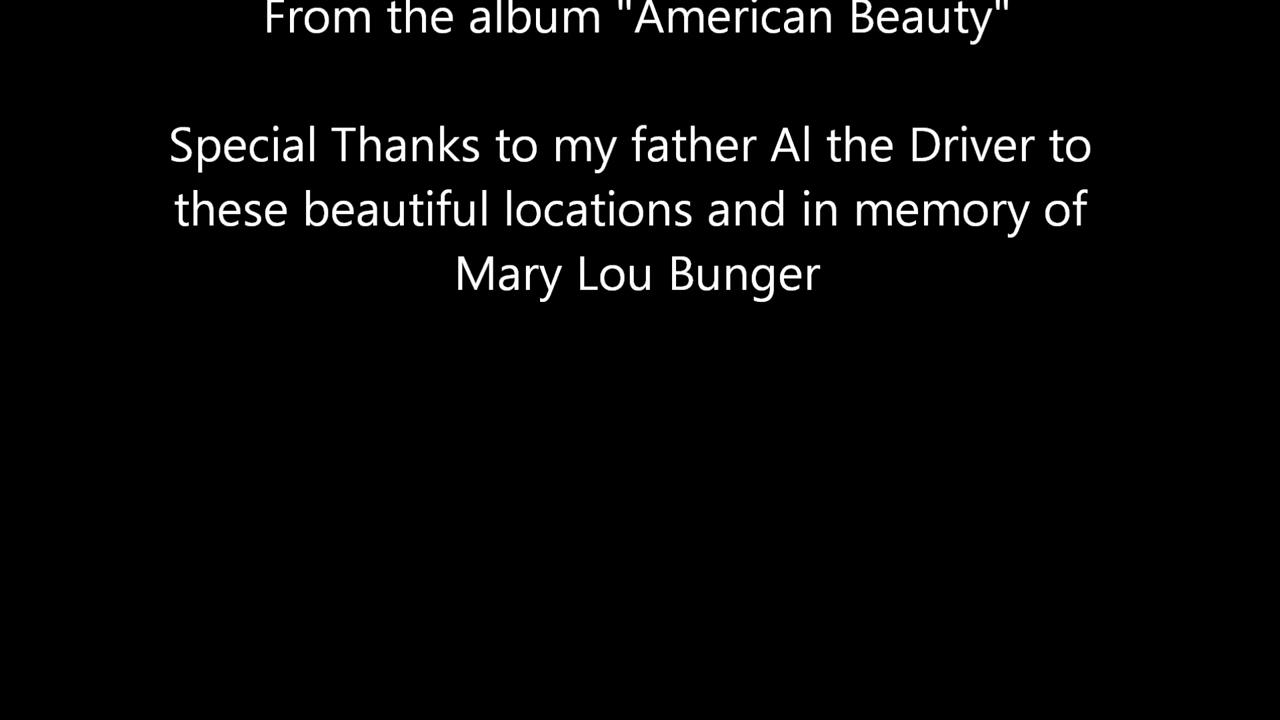 From the album "American Beauty"
Special Thanks to my father Al the Driver to
these beautiful locations and in memory of
Mary Lou Bunger